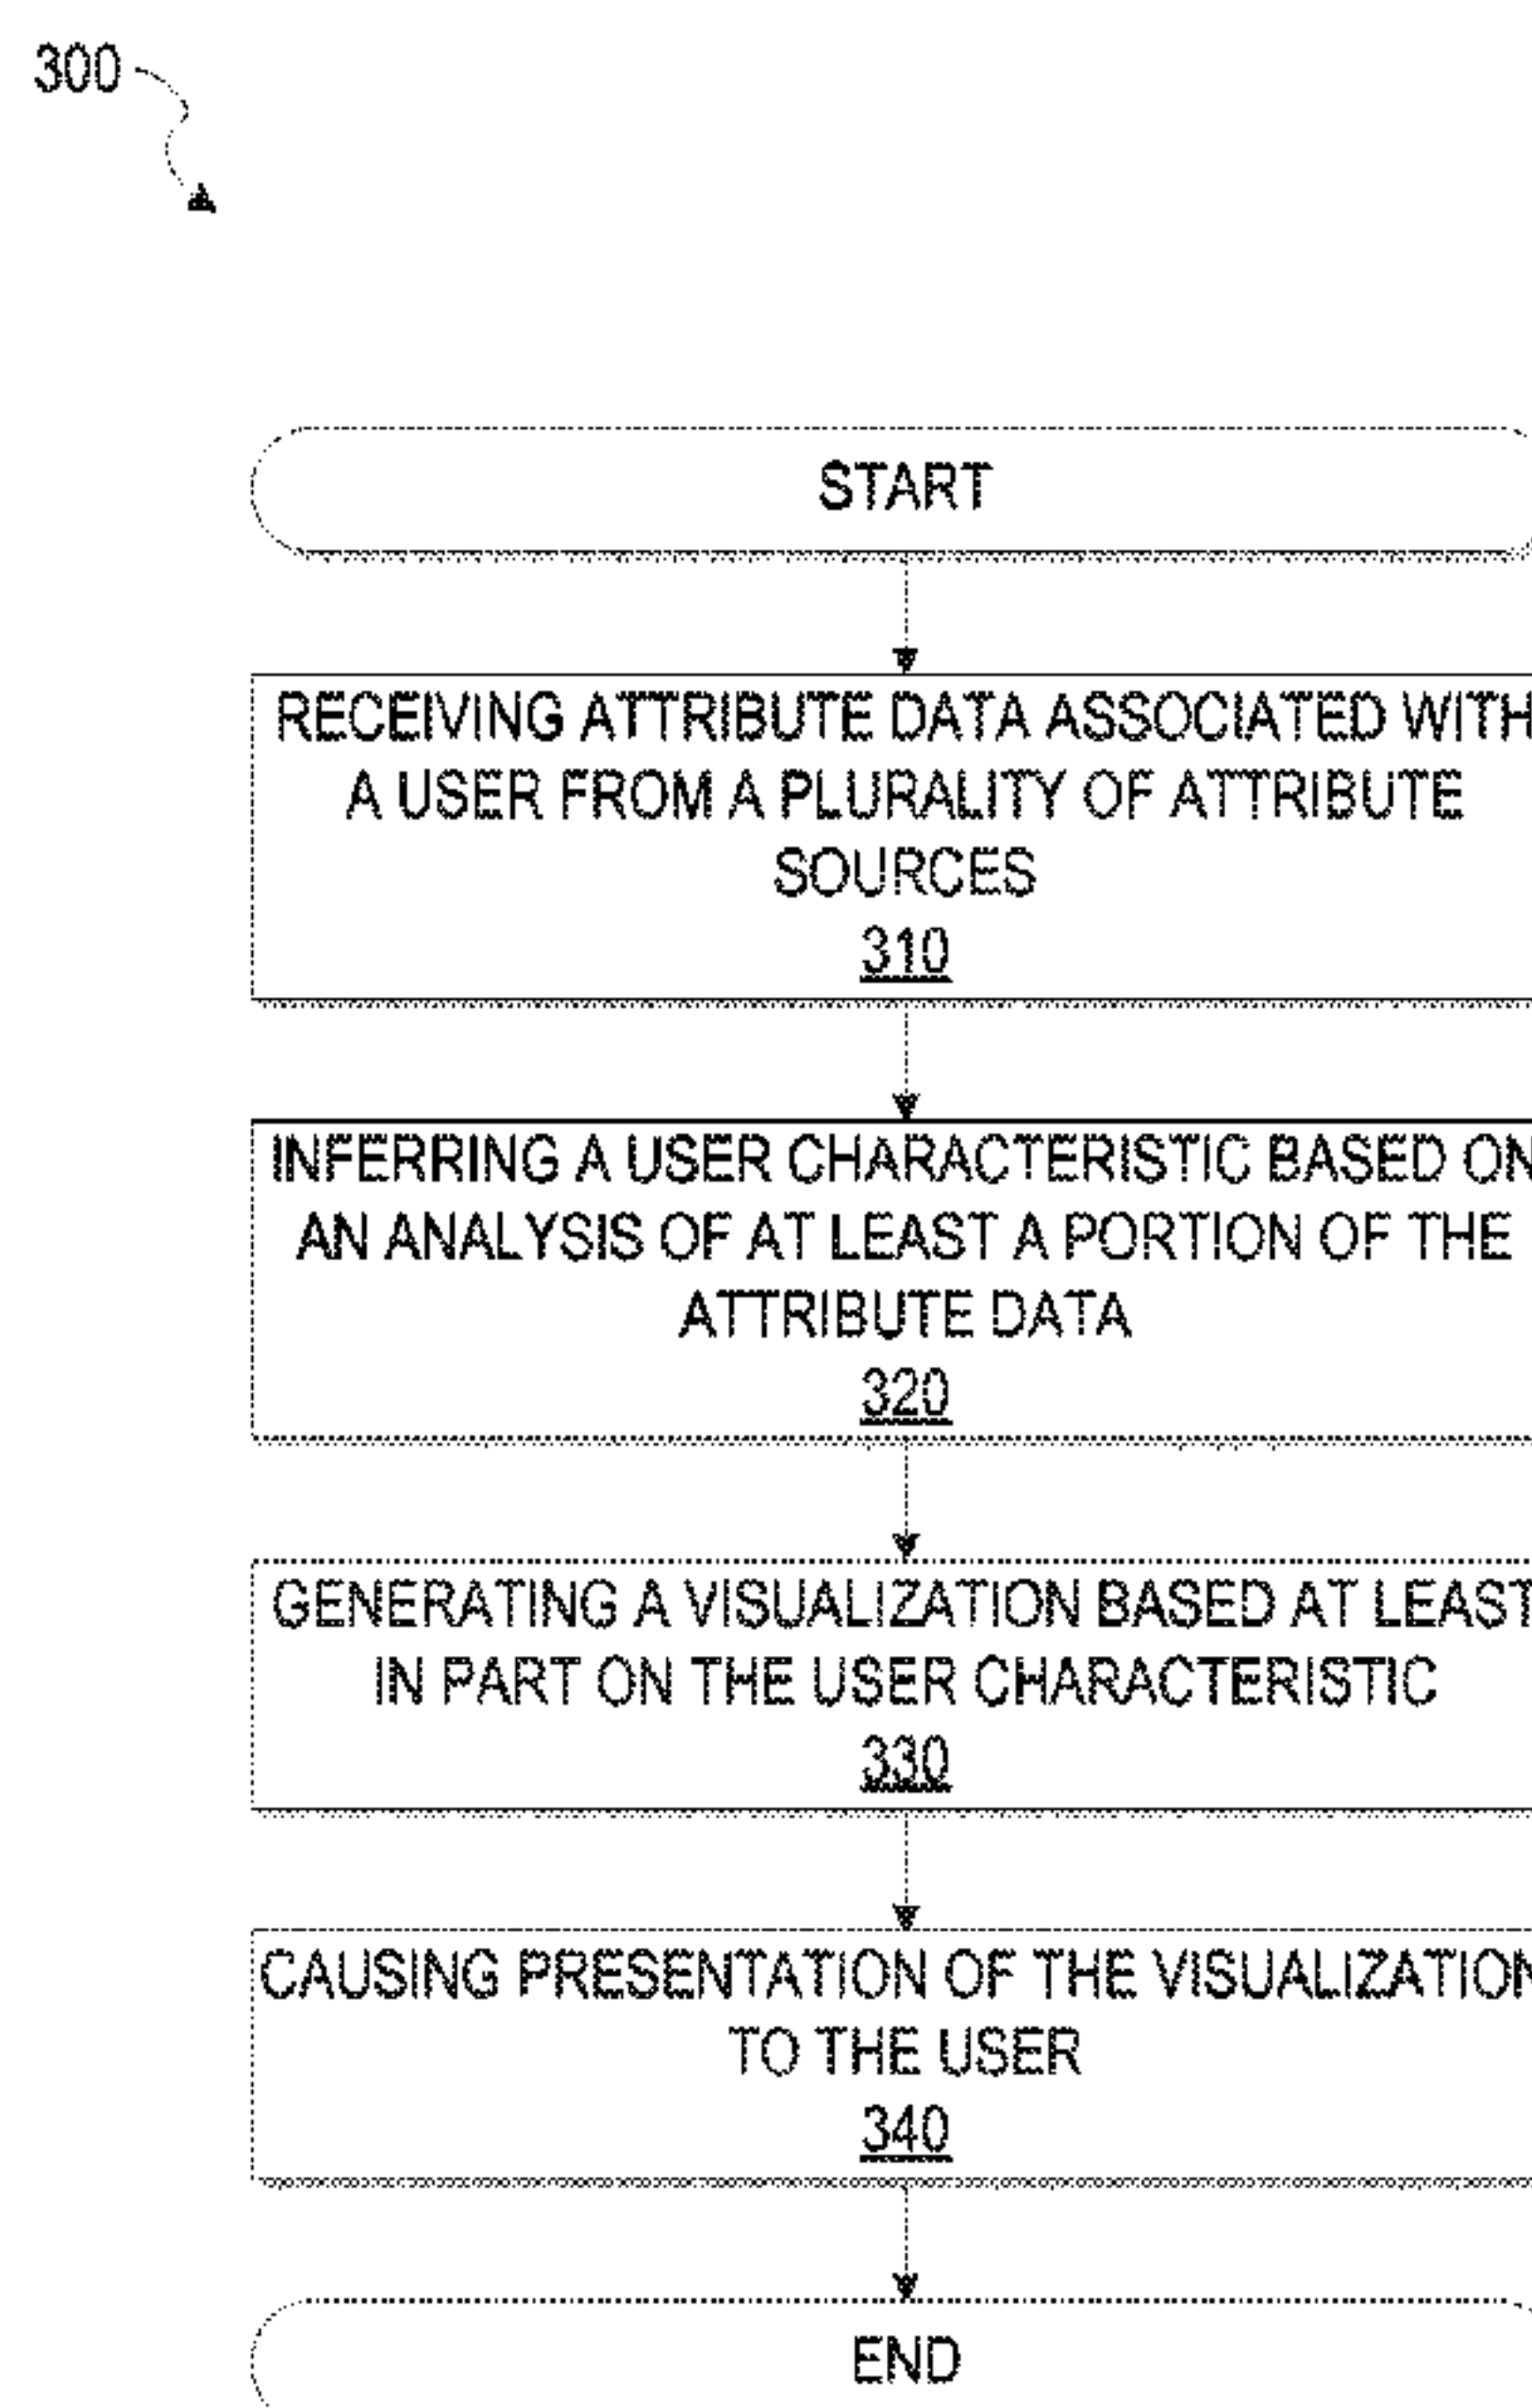 300
START
RECEIVING ATTRIBUTE DATA ASSOCIATED WITH
A USER FROM A PLURALITY OF ATTRIBUTE
SOURCES
310
INFERRING A USER CHARACTERISTIC BASED ON
AN ANALYSIS OF AT LEAST A PORTION OF THE
ATTRIBUTE DATA
320
GENERATING A VISUALIZATION BASED AT LEAST
IN PART ON THE USER CHARACTERISTIC
330
CAUSING PRESENTATION OF THE VISUALIZATION
TO THE USER
340
END